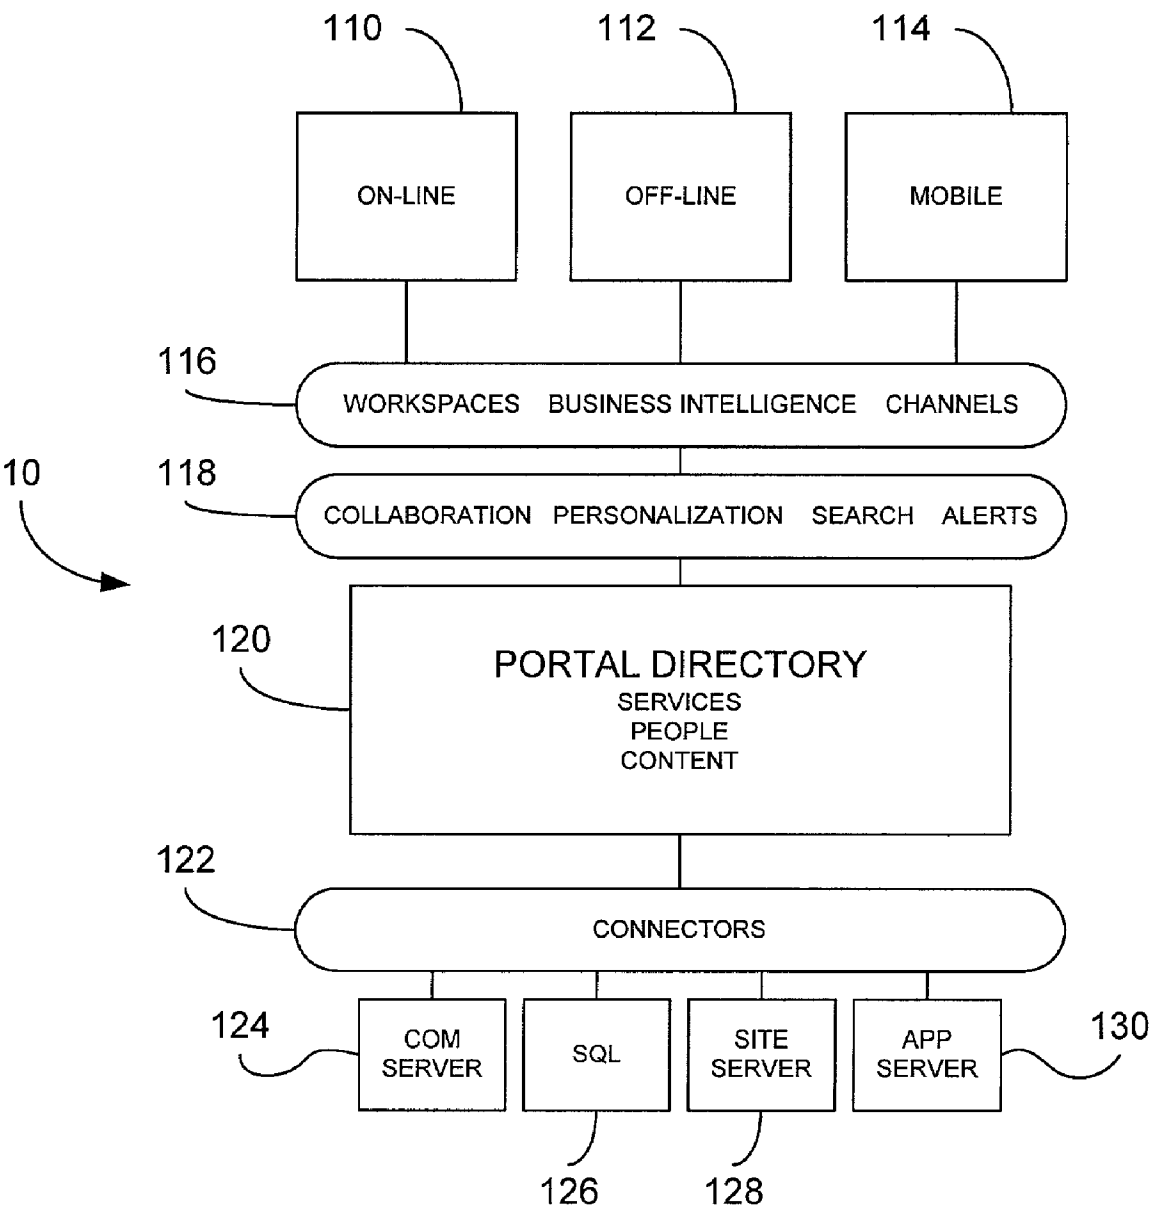 110 112 114
ON-LINE OFF-LINE MOBILE
116
WORKSPACES BUSINESS INTELLIGENCE CHANNELS
10
118
COLLABORATION PERSONALIZATION SEARCH ALERTS
120
PORTAL DIRECTORY
SERVICES
PEOPLE
CONTENT
122
CONNECTORS
124
COM
SERVER
SQL
SITE
SERVER
APP
SERVER
130
126 128